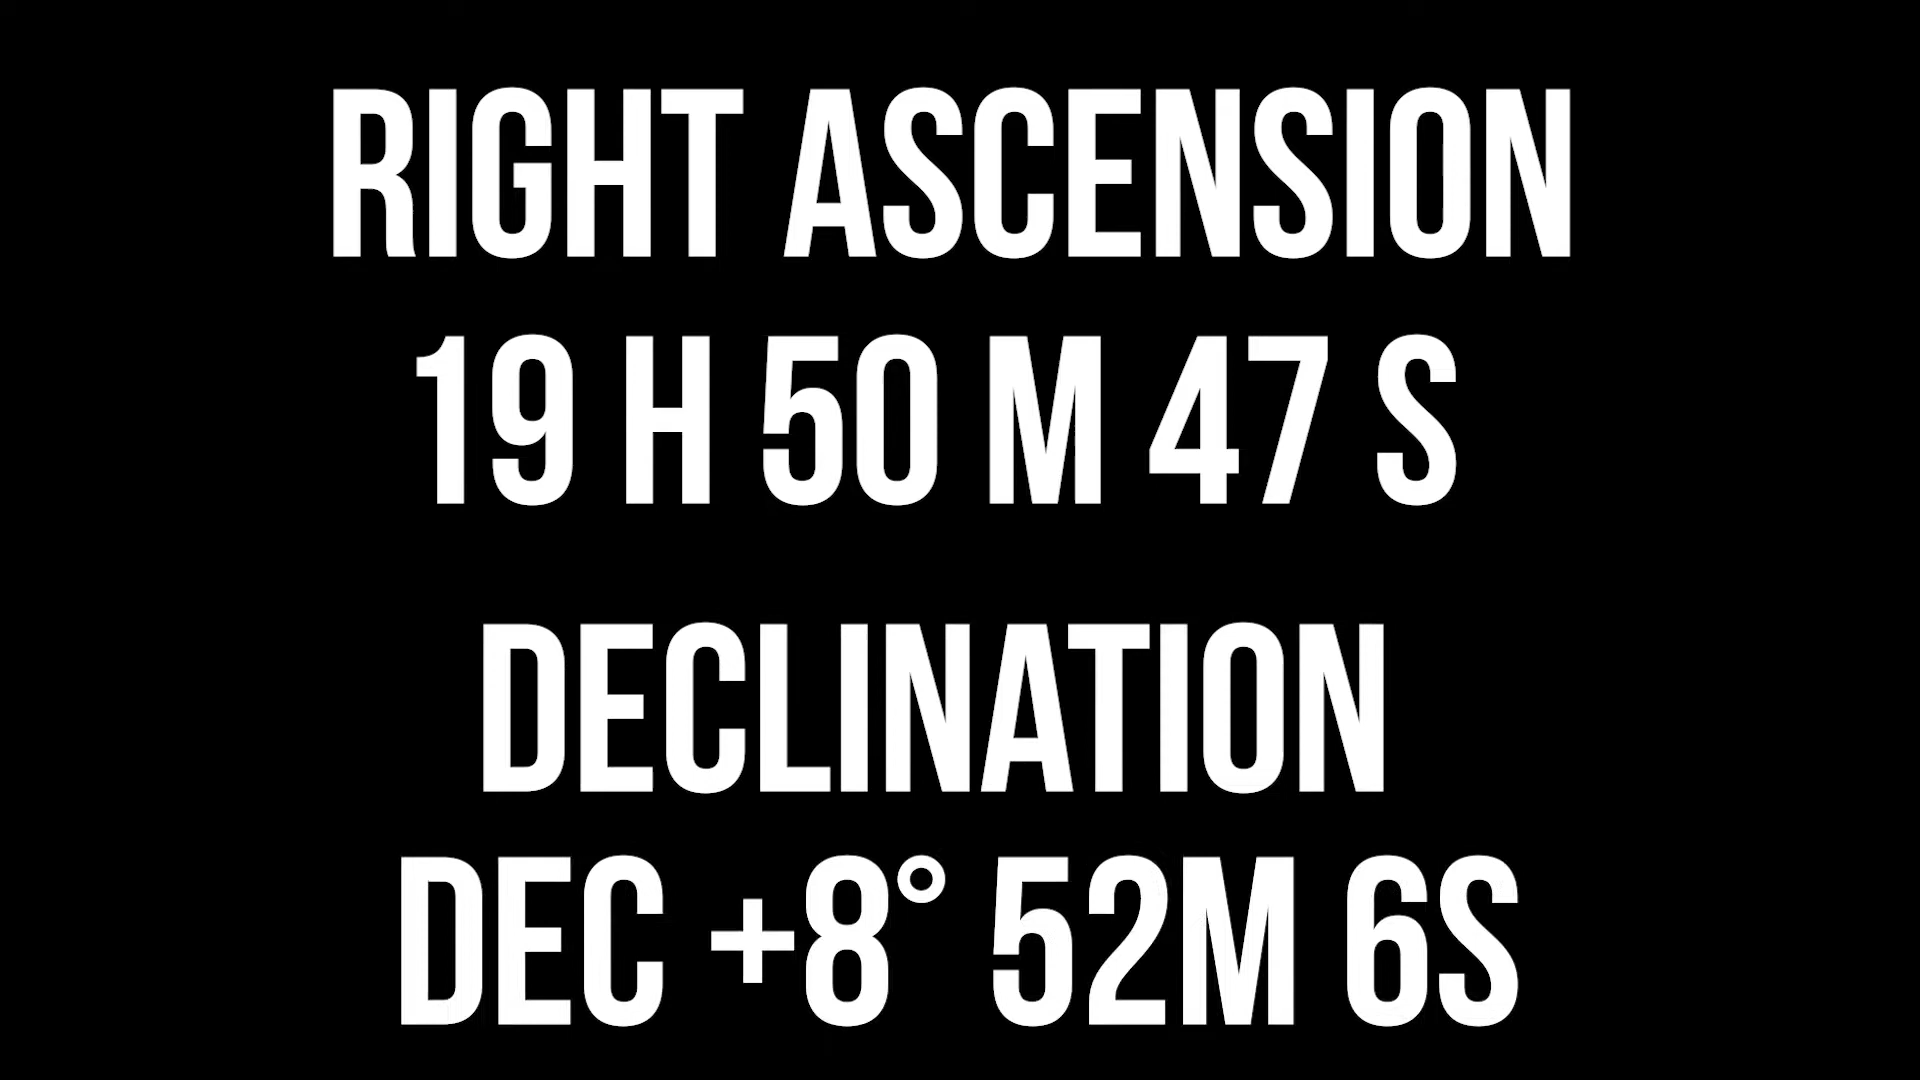 RIGHT ASCENSION
19 H 50 M 47 S
DECLINATION
DEC +8° 52M 6S